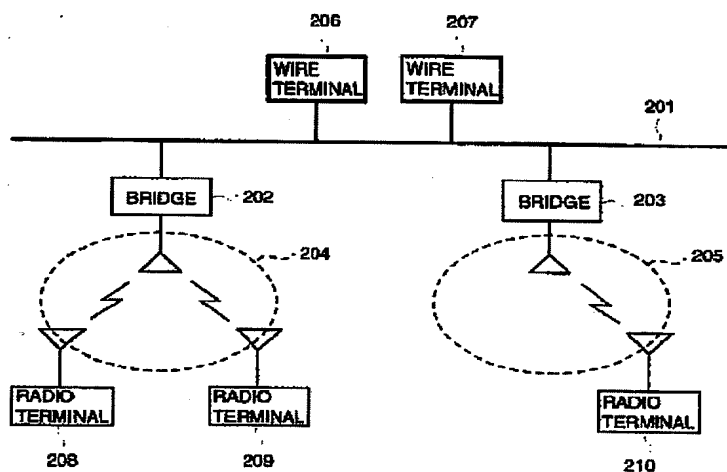 206
207
WIRE
TERMINAL
WIRE
TERMINAL
201
BRIDGE
202
BRIDGE
203
204
205
RADIO
TERMINAL
RADIO
TERMINAL
RADIO
TERMINAL
208
209
210